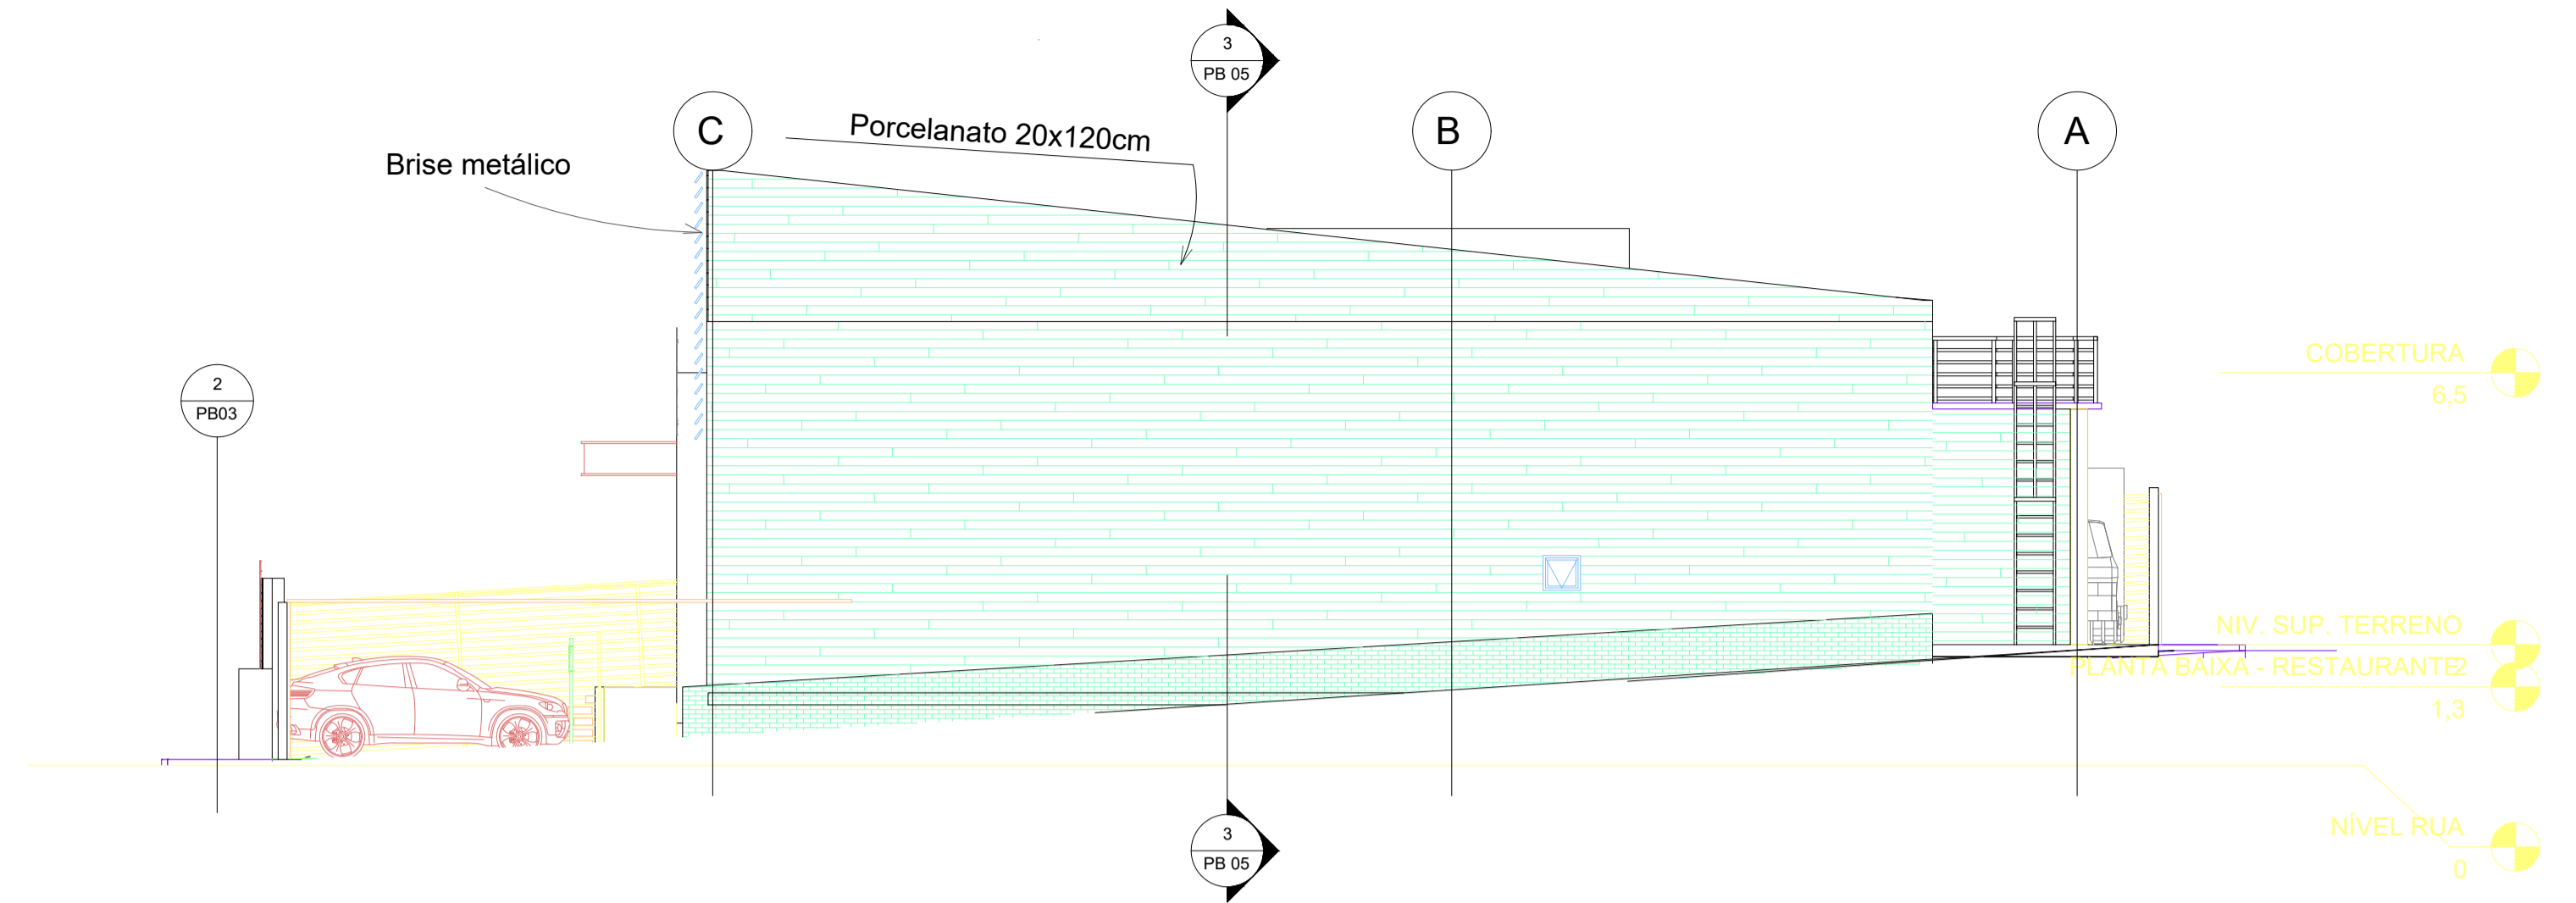 3
PB 05
C
Porcelanato 20x120cm
B
A
Brise metálico
COBERTURA
6,5
2
PB03
NIV. SUP. TERRENO
2
PLANTA BAIXA - RESTAURANTE
1,3
NÍVEL RUA
0
3
PB 05